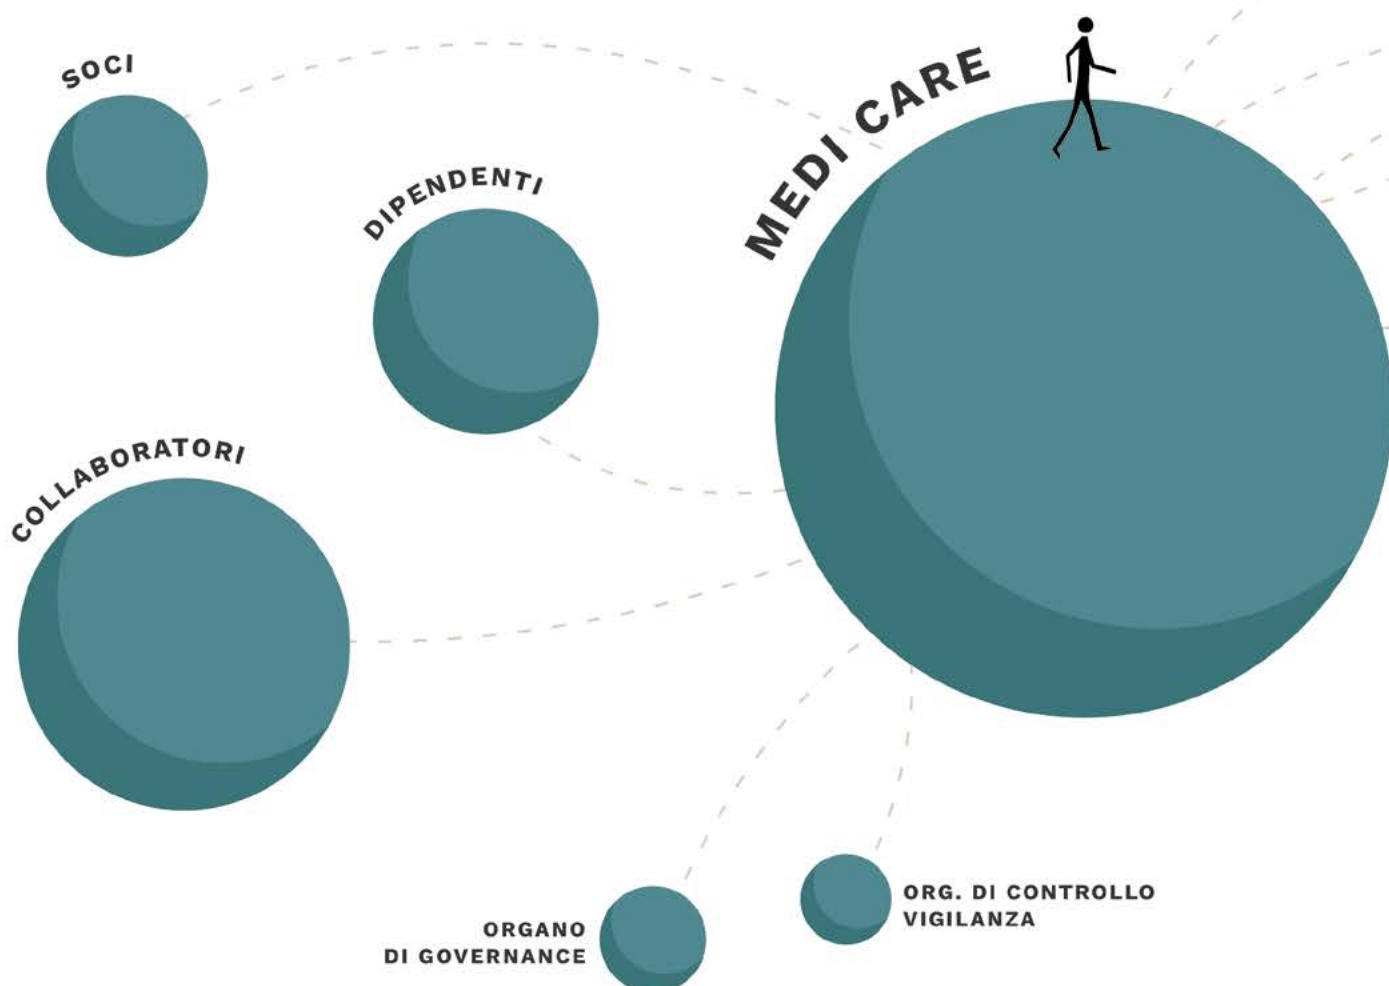 SOCI
MEDI CARE
DIPENDENTI
COLLABORATORI
ORG. DI CONTROLLO
VIGILANZA
ORGANO
DI GOVERNANCE